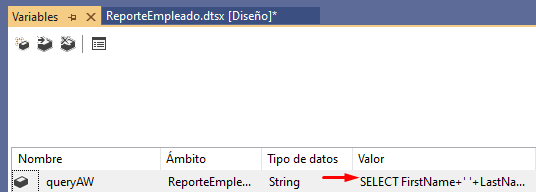 Variables ReporteEmpleado.dtsx [Diseño]*
Nombre Ámbito Tipo de datos Valor
queryAW ReporteEmple... String SELECT FirstName+' '+LastNa...